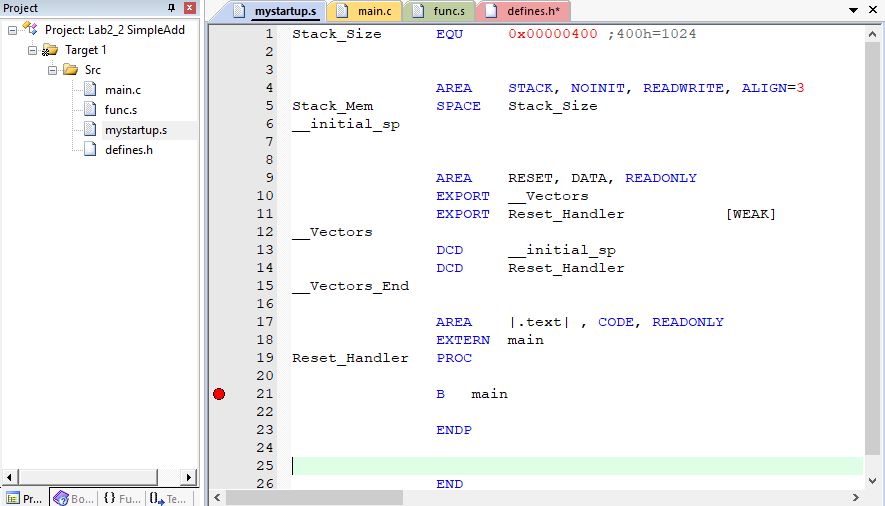 Project
Project: Lab2_2 SimpleAdd
Target 1
Src
main.c
func.s
mystartup.s
defines.h
Pr...
Bo...
{} Fu...
Te...
mystartup.s main.c func.s defines.h*
1 Stack_Size EQU 0x00000400 ;400h=1024
2
3
4 AREA STACK, NOINIT, READWRITE, ALIGN=3
5 Stack_Mem SPACE Stack_Size
6 __initial_sp
7
8
9 AREA RESET, DATA, READONLY
10 EXPORT __Vectors
11 EXPORT Reset_Handler [WEAK]
12 __Vectors
13 DCD __initial_sp
14 DCD Reset_Handler
15 __Vectors_End
16
17 AREA |.text| , CODE, READONLY
18 EXTERN main
19 Reset_Handler PROC
20
21 B main
22
23 ENDP
24
25
26 END